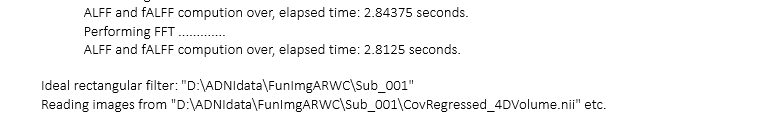 ALFF and fALFF compution over, elapsed time: 2.84375 seconds.
Performing FFT .............
ALFF and fALFF compution over, elapsed time: 2.8125 seconds.
Ideal rectangular filter: "D:\ADNIdata\FunImgARWC\Sub_001"
Reading images from "D:\ADNIdata\FunImgARWC\Sub_001\CovRegressed_4DVolume.nii" etc.